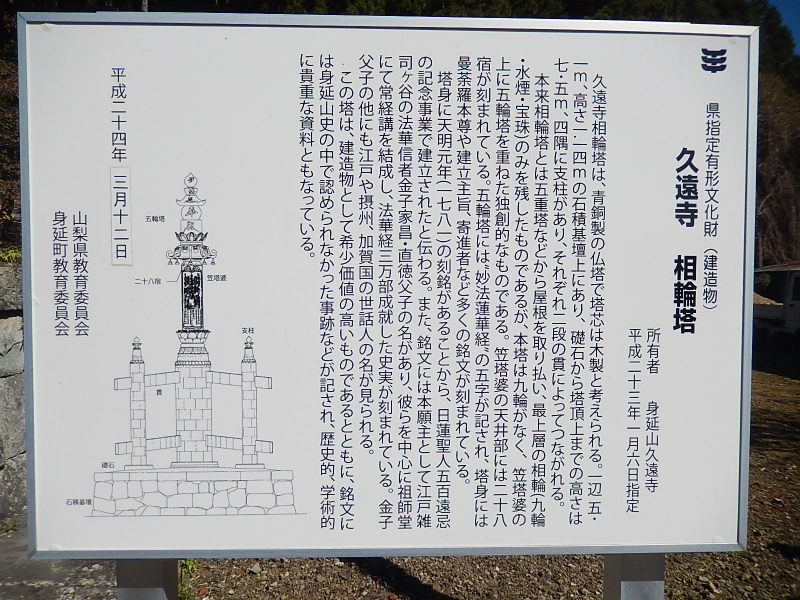 県指定有形文化財（建造物）
久遠寺　相輪塔
所有者　身延山久遠寺
平成二十三年一月六日指定
久遠寺相輪塔は、青銅製の仏塔で塔芯は木製と考えられる。一辺五・
一ｍ、高さ一・二四ｍの石積基壇上にあり、礎石から塔頂上までの高さは
七・五ｍ、四隅に支柱があり、それぞれ二段の貫によってつながれる。
本来相輪塔とは五重塔などから屋根を取り払い、最上層の相輪（九輪
・水煙・宝珠）のみを残したものであるが、本塔は九輪がなく、笠塔婆の
上に五輪塔を重ねた独創的なものである。笠塔婆の天井部には二十八
宿が刻まれている。五輪塔には「妙法蓮華経」の五字が記され、塔身には
曼荼羅本尊や建立主旨、寄進者など多くの銘文が刻まれている。
塔身に天明元年（一七八一）の刻銘があることから、日蓮聖人五百遠忌
の記念事業で建立されたと伝わる。また、銘文には本願主として江戸雑
司ヶ谷の法華信者金子家昌・直徳父子の名があり、彼らを中心に祖師堂
にて常経講を結成し、法華経三万部成就した史実が刻まれている。金子
父子の他にも江戸や摂州、加賀国の世話人の名が見られる。
この塔は、建造物として希少価値の高いものであるとともに、銘文に
は身延山史の中で認められなかった事跡などが記され、歴史的、学術的
に貴重な資料ともなっている。
五輪塔
笠塔婆
二十八宿
支柱
貫
礎石
石積基壇
平成二十四年　三月十二日
山梨県教育委員会
身延町教育委員会